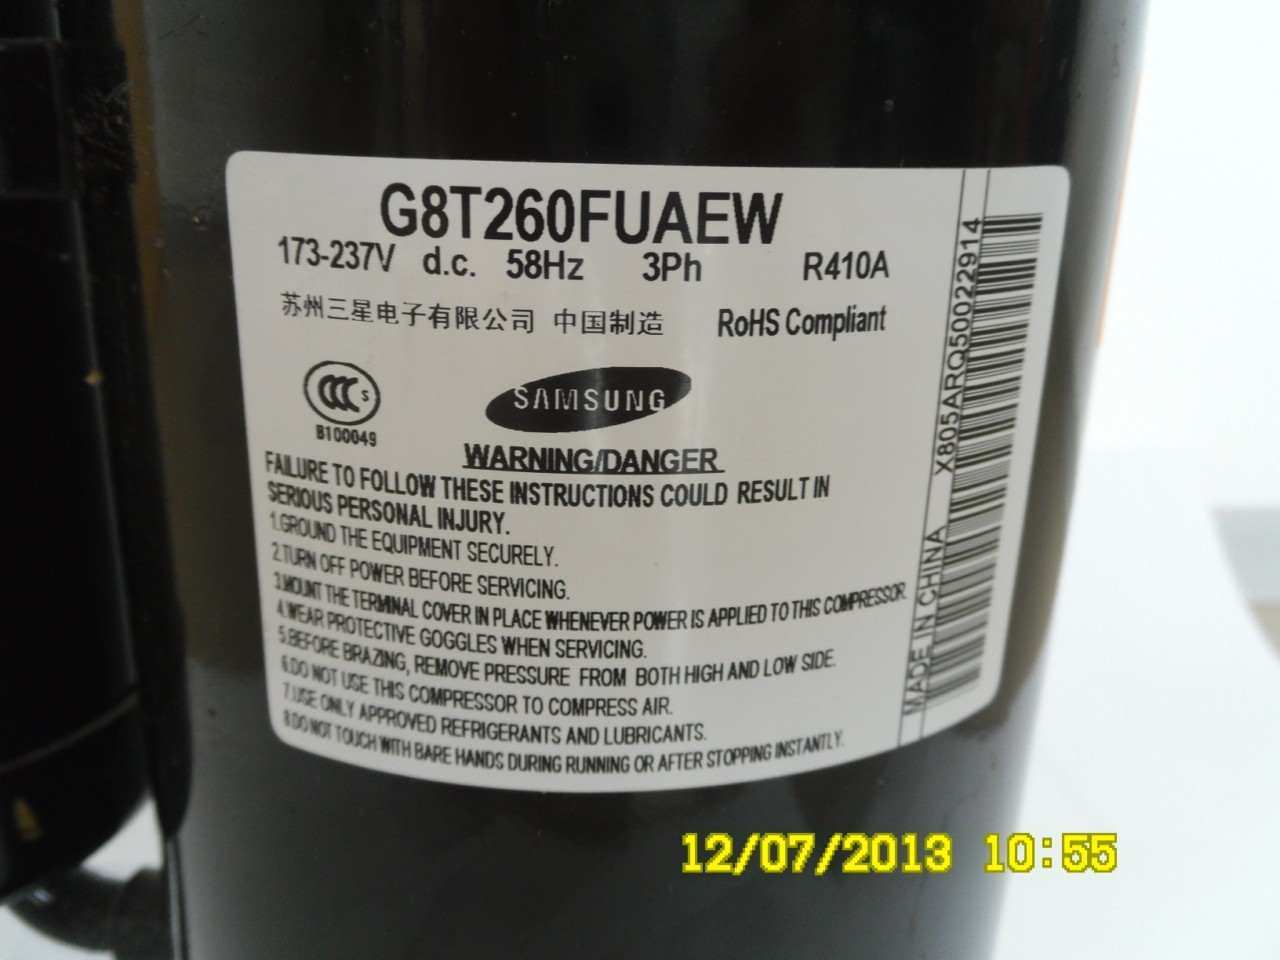 G8T260FUAEW
173-237V d.c. 58Hz 3Ph R410A
苏州三星电子有限公司 中国制造 RoHS Compliant
CCC S
B100049
SAMSUNG
WARNING/DANGER
FAILURE TO FOLLOW THESE INSTRUCTIONS COULD RESULT IN
SERIOUS PERSONAL INJURY.
1.GROUND THE EQUIPMENT SECURELY.
2.TURN OFF POWER BEFORE SERVICING.
3.MOUNT THE TERMINAL COVER IN PLACE WHENEVER POWER IS APPLIED TO THIS COMPRESSOR.
4.WEAR PROTECTIVE GOGGLES WHEN SERVICING.
5.BEFORE BRAZING, REMOVE PRESSURE FROM BOTH HIGH AND LOW SIDE.
6.DO NOT USE THIS COMPRESSOR TO COMPRESS AIR.
7.USE ONLY APPROVED REFRIGERANTS AND LUBRICANTS.
8.DO NOT TOUCH WITH BARE HANDS DURING RUNNING OR AFTER STOPPING INSTANTLY.
MADE IN CHINA X805ARQ50022914
12/07/2013 10:55